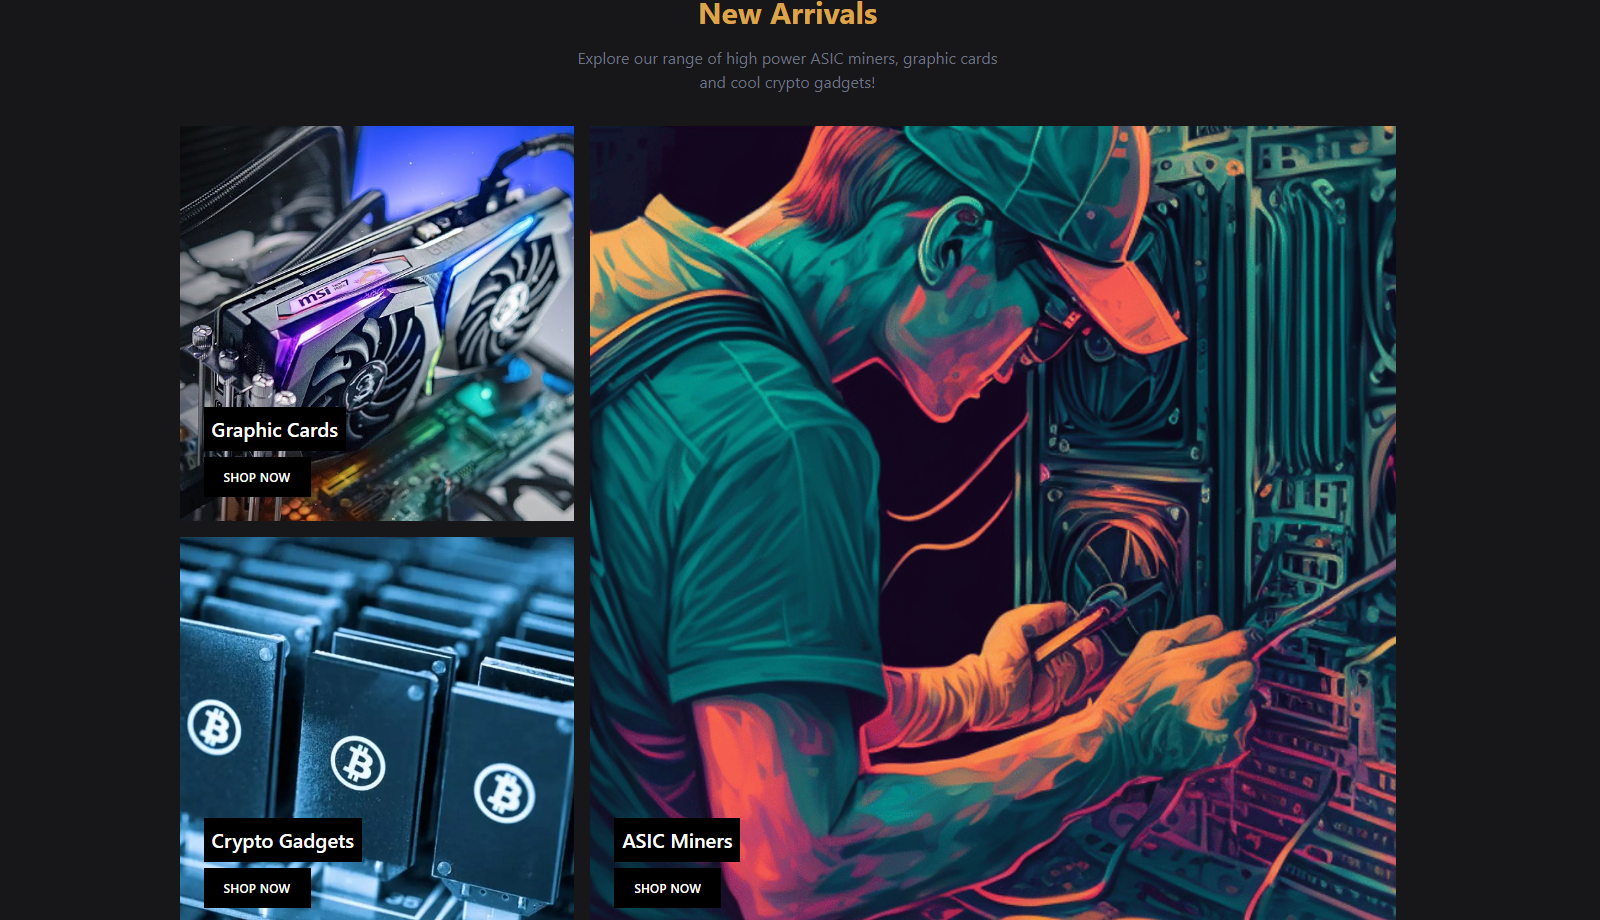 New Arrivals
Explore our range of high power ASIC miners, graphic cards
and cool crypto gadgets!
msi
Graphic Cards
SHOP NOW
Crypto Gadgets
SHOP NOW
ASIC Miners
SHOP NOW